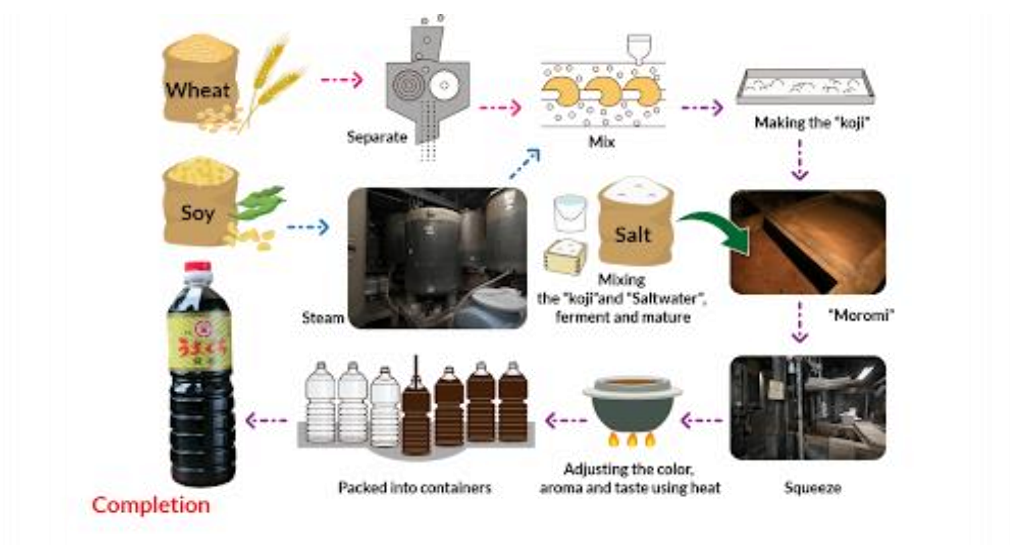 Wheat
Separate
Mix
Making the "koji"
Soy
Salt
Steam
Mixing
the "koji"and "Saltwater",
ferment and mature
"Moromi"
Adjusting the color,
aroma and taste using heat
Packed into containers
Squeeze
Completion